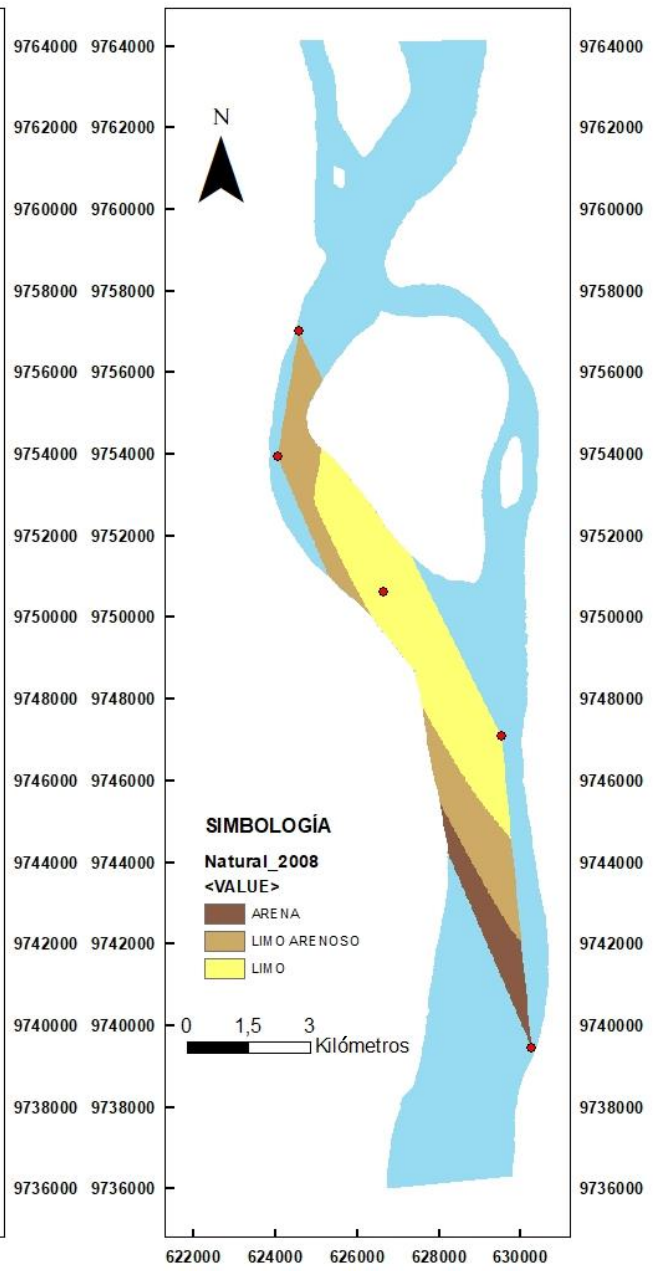 9764000 9764000 9764000
N
9762000 9762000 9762000
9760000 9760000 9760000
9758000 9758000 9758000
9756000 9756000 9756000
9754000 9754000 9754000
9752000 9752000 9752000
9750000 9750000 9750000
9748000 9748000 9748000
9746000 9746000 9746000
SIMBOLOGÍA
9744000 9744000 9744000
Natural_2008
<VALUE>
ARENA
9742000 9742000 9742000
LIMO ARENOSO
LIMO
9740000 9740000 9740000
0 1,5 3
Kilómetros
9738000 9738000 9738000
9736000 9736000 9736000
622000 624000 626000 628000 630000